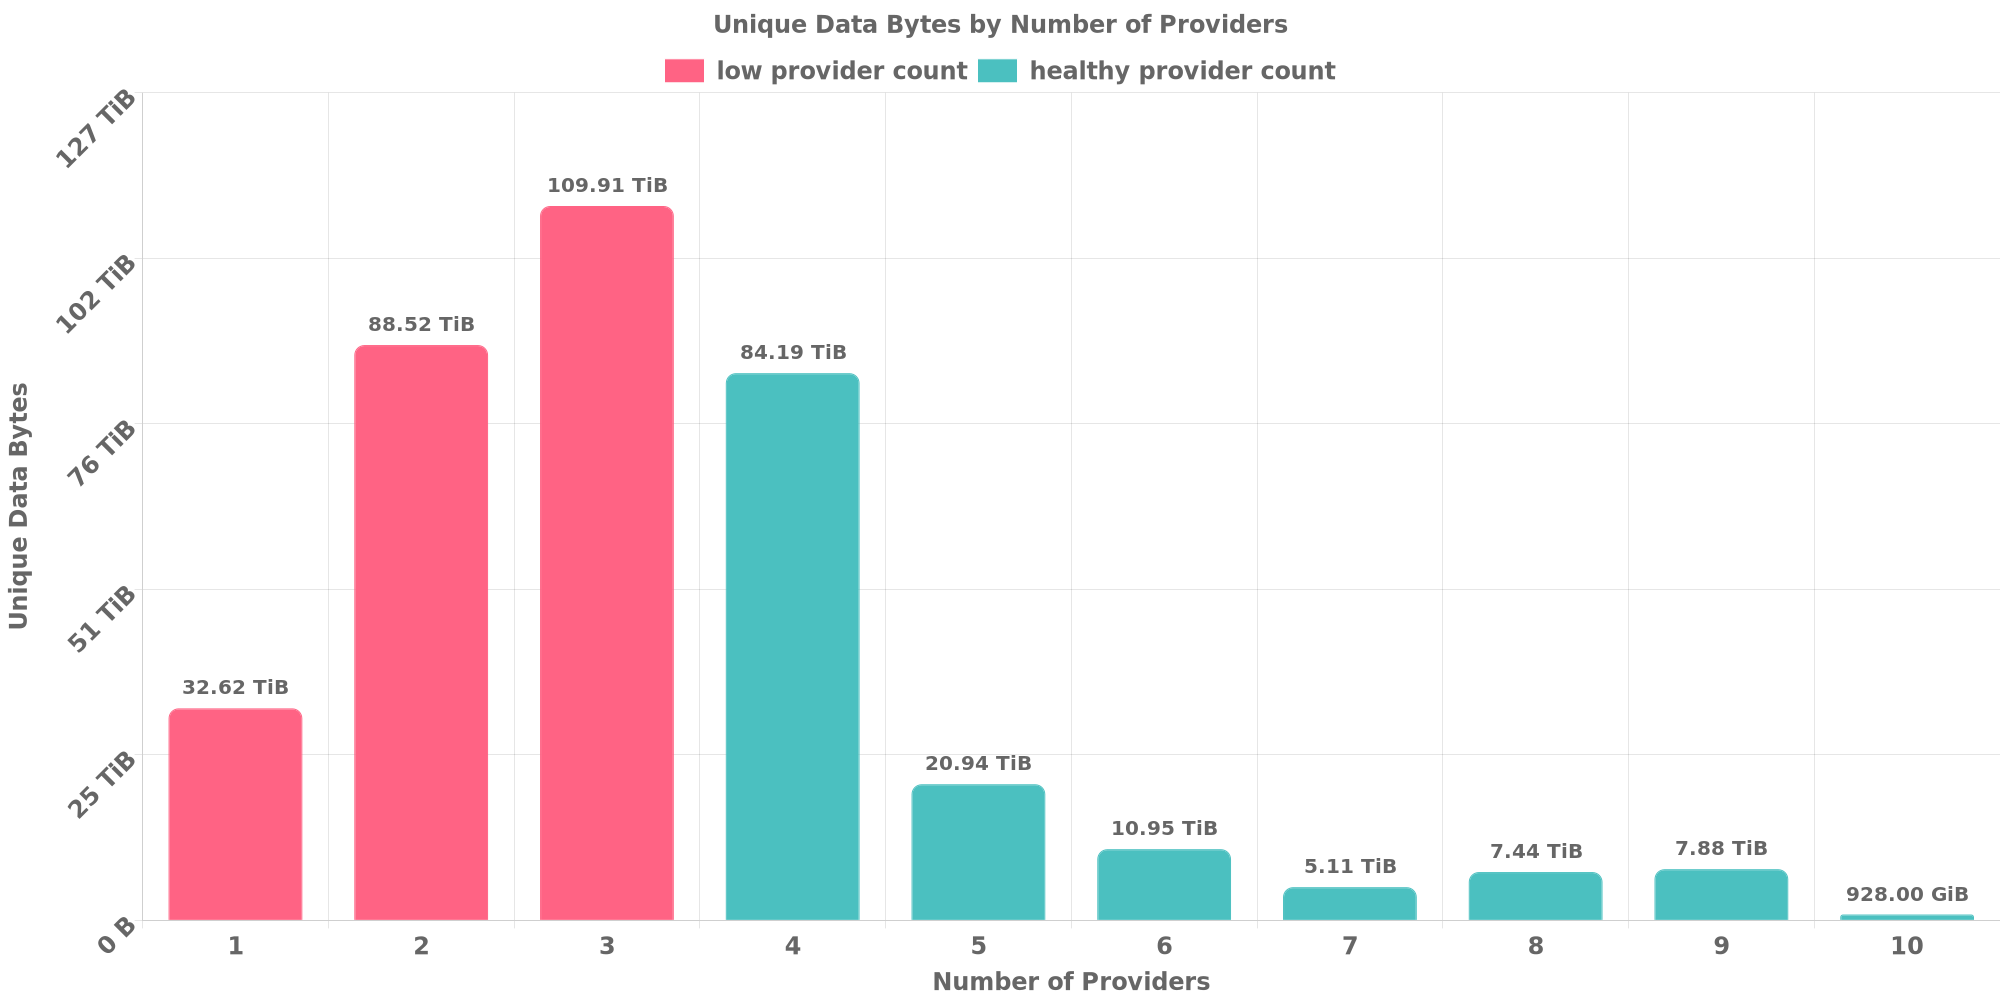 Unique Data Bytes by Number of Providers
low provider count healthy provider count
127 TiB
102 TiB
76 TiB
51 TiB
25 TiB
0 B
Unique Data Bytes
32.62 TiB
88.52 TiB
109.91 TiB
84.19 TiB
20.94 TiB
10.95 TiB
5.11 TiB
7.44 TiB
7.88 TiB
928.00 GiB
1 2 3 4 5 6 7 8 9 10
Number of Providers